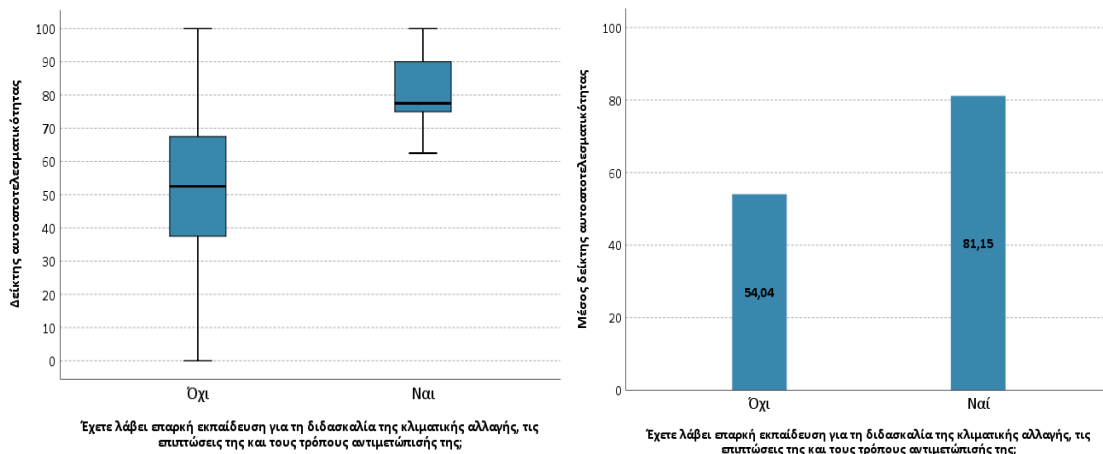 Δείκτης αυτοαποτελεσματικότητας
100
90
80
70
60
50
40
30
20
10
0
Όχι
Ναι
Έχετε λάβει επαρκή εκπαίδευση για τη διδασκαλία της κλιματικής αλλαγής, τις
επιπτώσεις της και τους τρόπους αντιμετώπισής της;
Μέσος δείκτης αυτοαποτελεσματικότητας
100
80
60
40
20
0
54,04
81,15
Όχι
Ναί
Έχετε λάβει επαρκή εκπαίδευση για τη διδασκαλία της κλιματικής αλλαγής, τις
επιπτώσεις της και τους τρόπους αντιμετώπισής της;